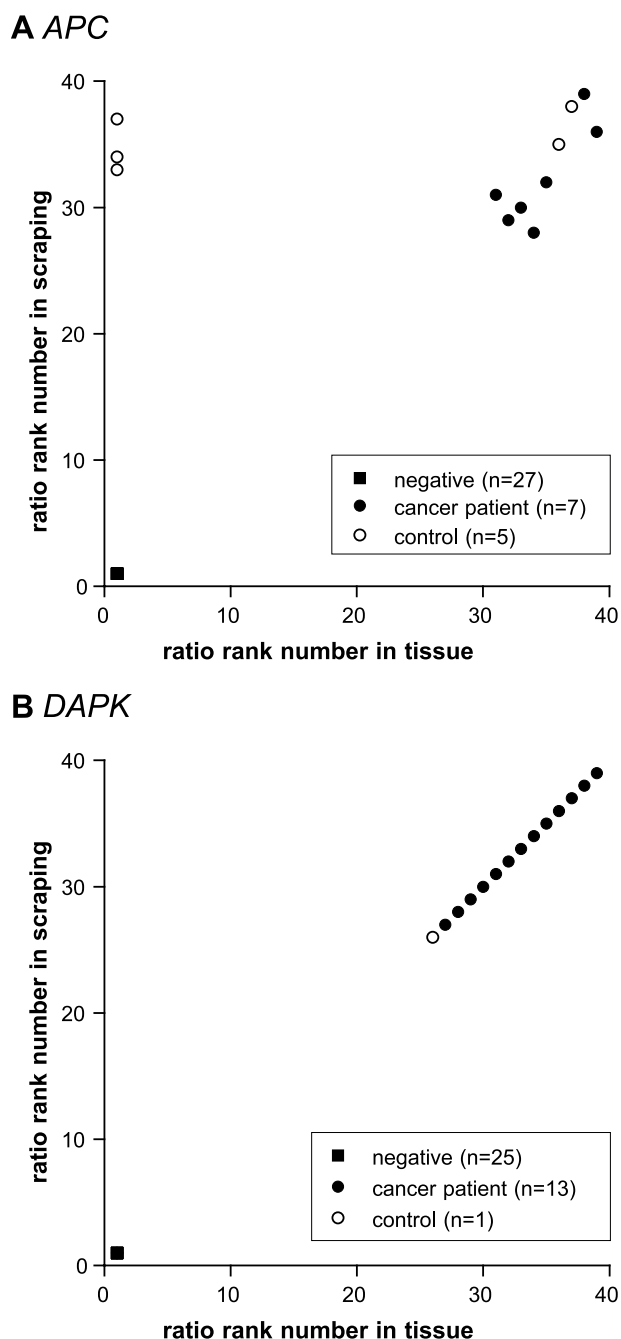 A APC
40
30
20
10
0
ratio rank number in scraping
negative (n=27)
cancer patient (n=7)
control (n=5)
0 10 20 30 40
ratio rank number in tissue
B DAPK
40
30
20
10
0
ratio rank number in scraping
negative (n=25)
cancer patient (n=13)
control (n=1)
0 10 20 30 40
ratio rank number in tissue